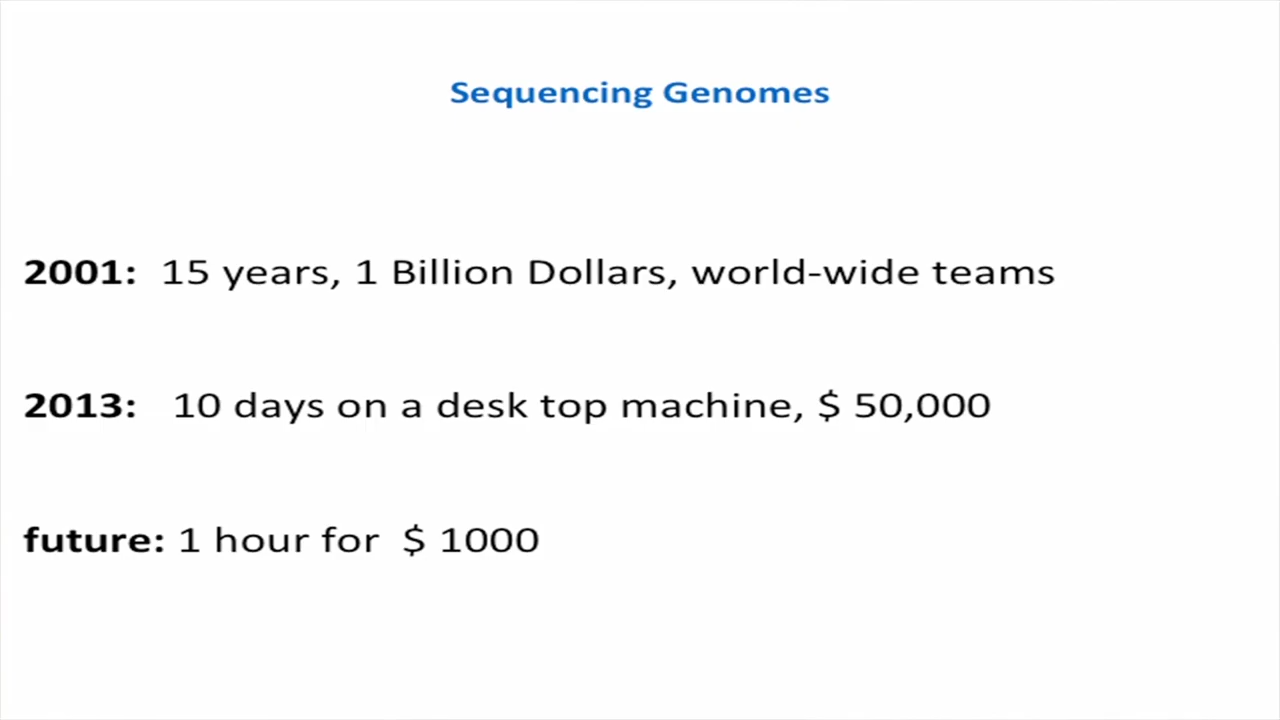 Sequencing Genomes
2001: 15 years, 1 Billion Dollars, world-wide teams
2013: 10 days on a desk top machine, $ 50,000
future: 1 hour for $ 1000